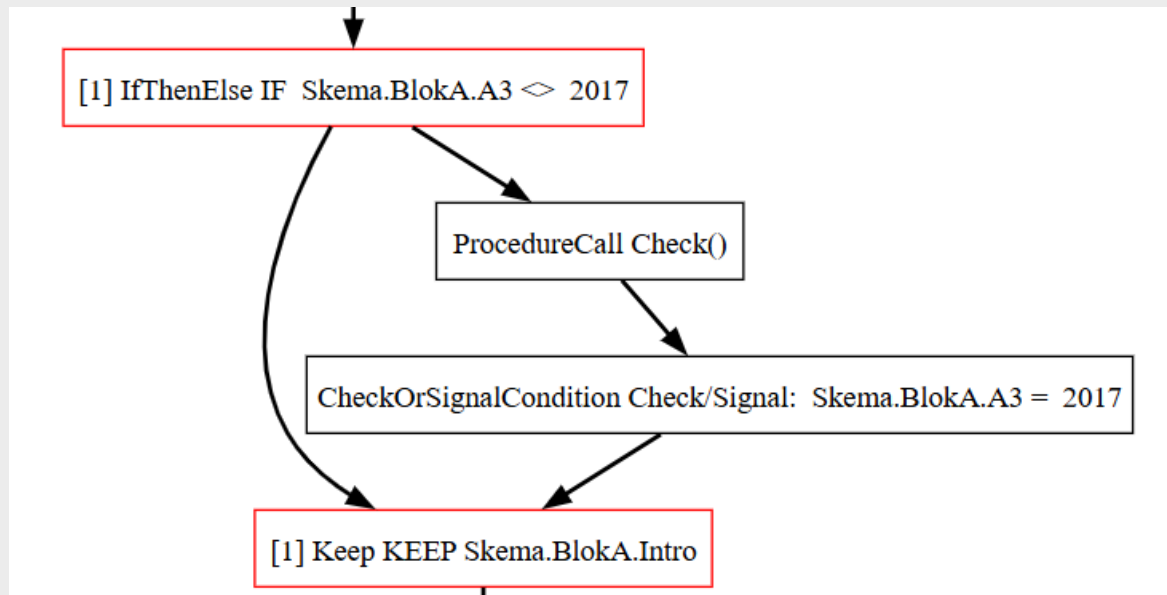 [1] IfThenElse IF  Skema.BlokA.A3 <>  2017
ProcedureCall Check()
CheckOrSignalCondition Check/Signal:  Skema.BlokA.A3 =  2017
[1] Keep KEEP Skema.BlokA.Intro